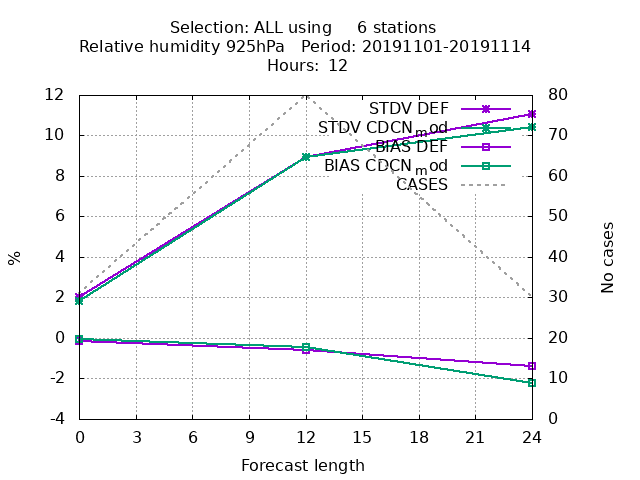 Selection: ALL using 6 stations
Relative humidity 925hPa Period: 20191101-20191114
Hours: 12
STDV DEF
STDV CDCN_mod
BIAS DEF
BIAS CDCN_mod
CASES
12
10
8
6
4
2
0
-2
-4
%
80
70
60
50
40
30
20
10
0
No cases
0 3 6 9 12 15 18 21 24
Forecast length